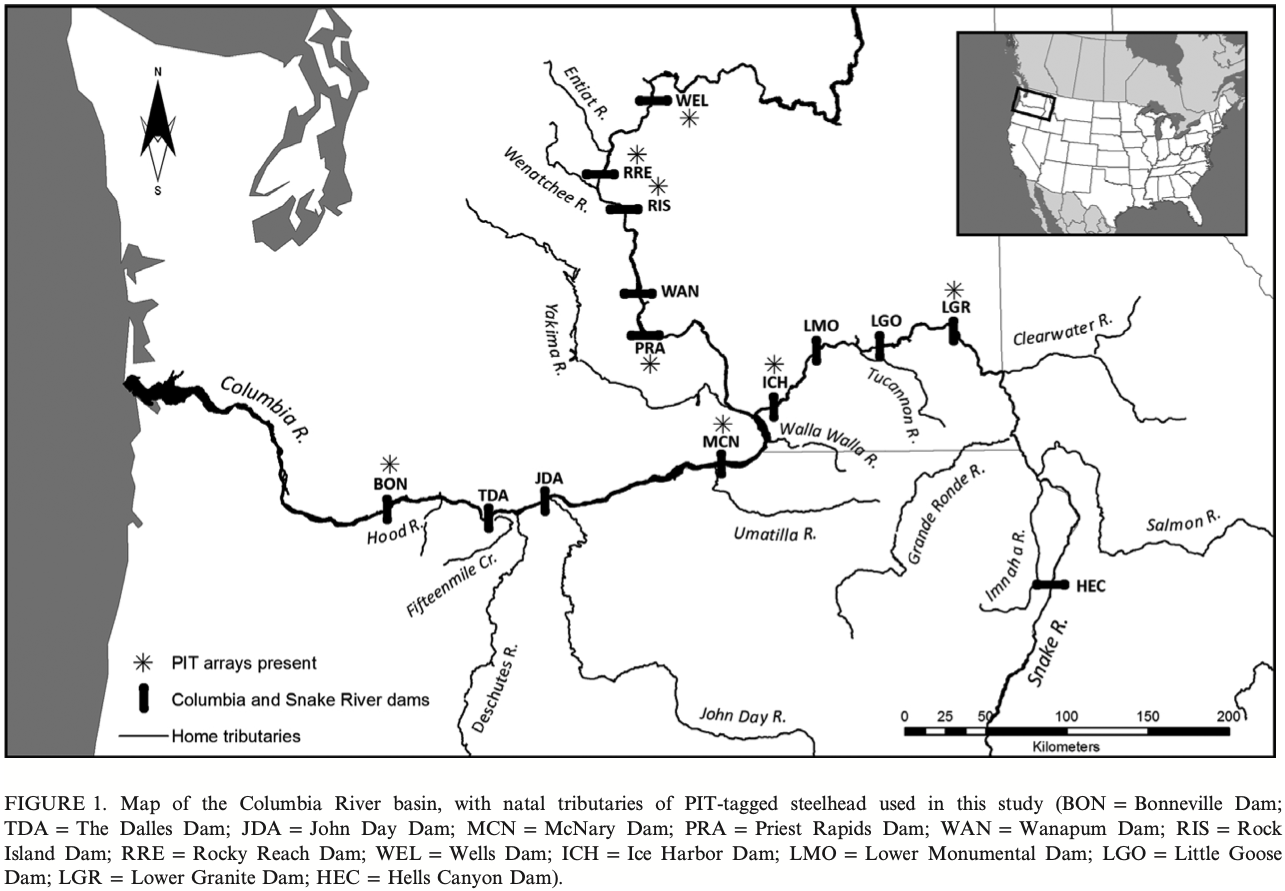 N
S
Entiat R.
WEL
Wenatchee R.
RRE
RIS
WAN
Yakima R.
PRA
LMO
LGO
LGR
Clearwater R.
ICH
Tucannon R.
Columbia R.
MCN
Walla Walla R.
BON
TDA
JDA
Hood R.
Umatilla R.
Grande Ronde R.
Salmon R.
Fifteenmile Cr.
Imnaha R.
HEC
Deschutes R.
Snake R.
John Day R.
PIT arrays present
Columbia and Snake River dams
Home tributaries
0 25 50 100 150 200
Kilometers
FIGURE 1. Map of the Columbia River basin, with natal tributaries of PIT-tagged steelhead used in this study (BON = Bonneville Dam;
TDA = The Dalles Dam; JDA = John Day Dam; MCN = McNary Dam; PRA = Priest Rapids Dam; WAN = Wanapum Dam; RIS = Rock
Island Dam; RRE = Rocky Reach Dam; WEL = Wells Dam; ICH = Ice Harbor Dam; LMO = Lower Monumental Dam; LGO = Little Goose
Dam; LGR = Lower Granite Dam; HEC = Hells Canyon Dam).